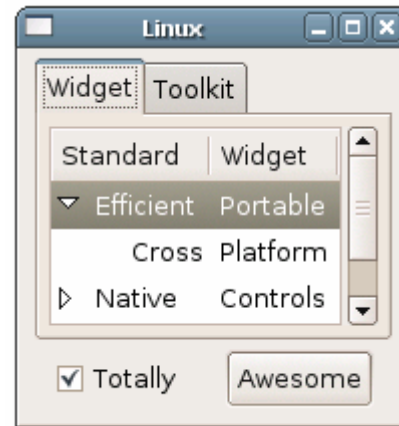 Linux
Widget Toolkit
Standard Widget
Efficient Portable
Cross Platform
Native Controls
Totally Awesome